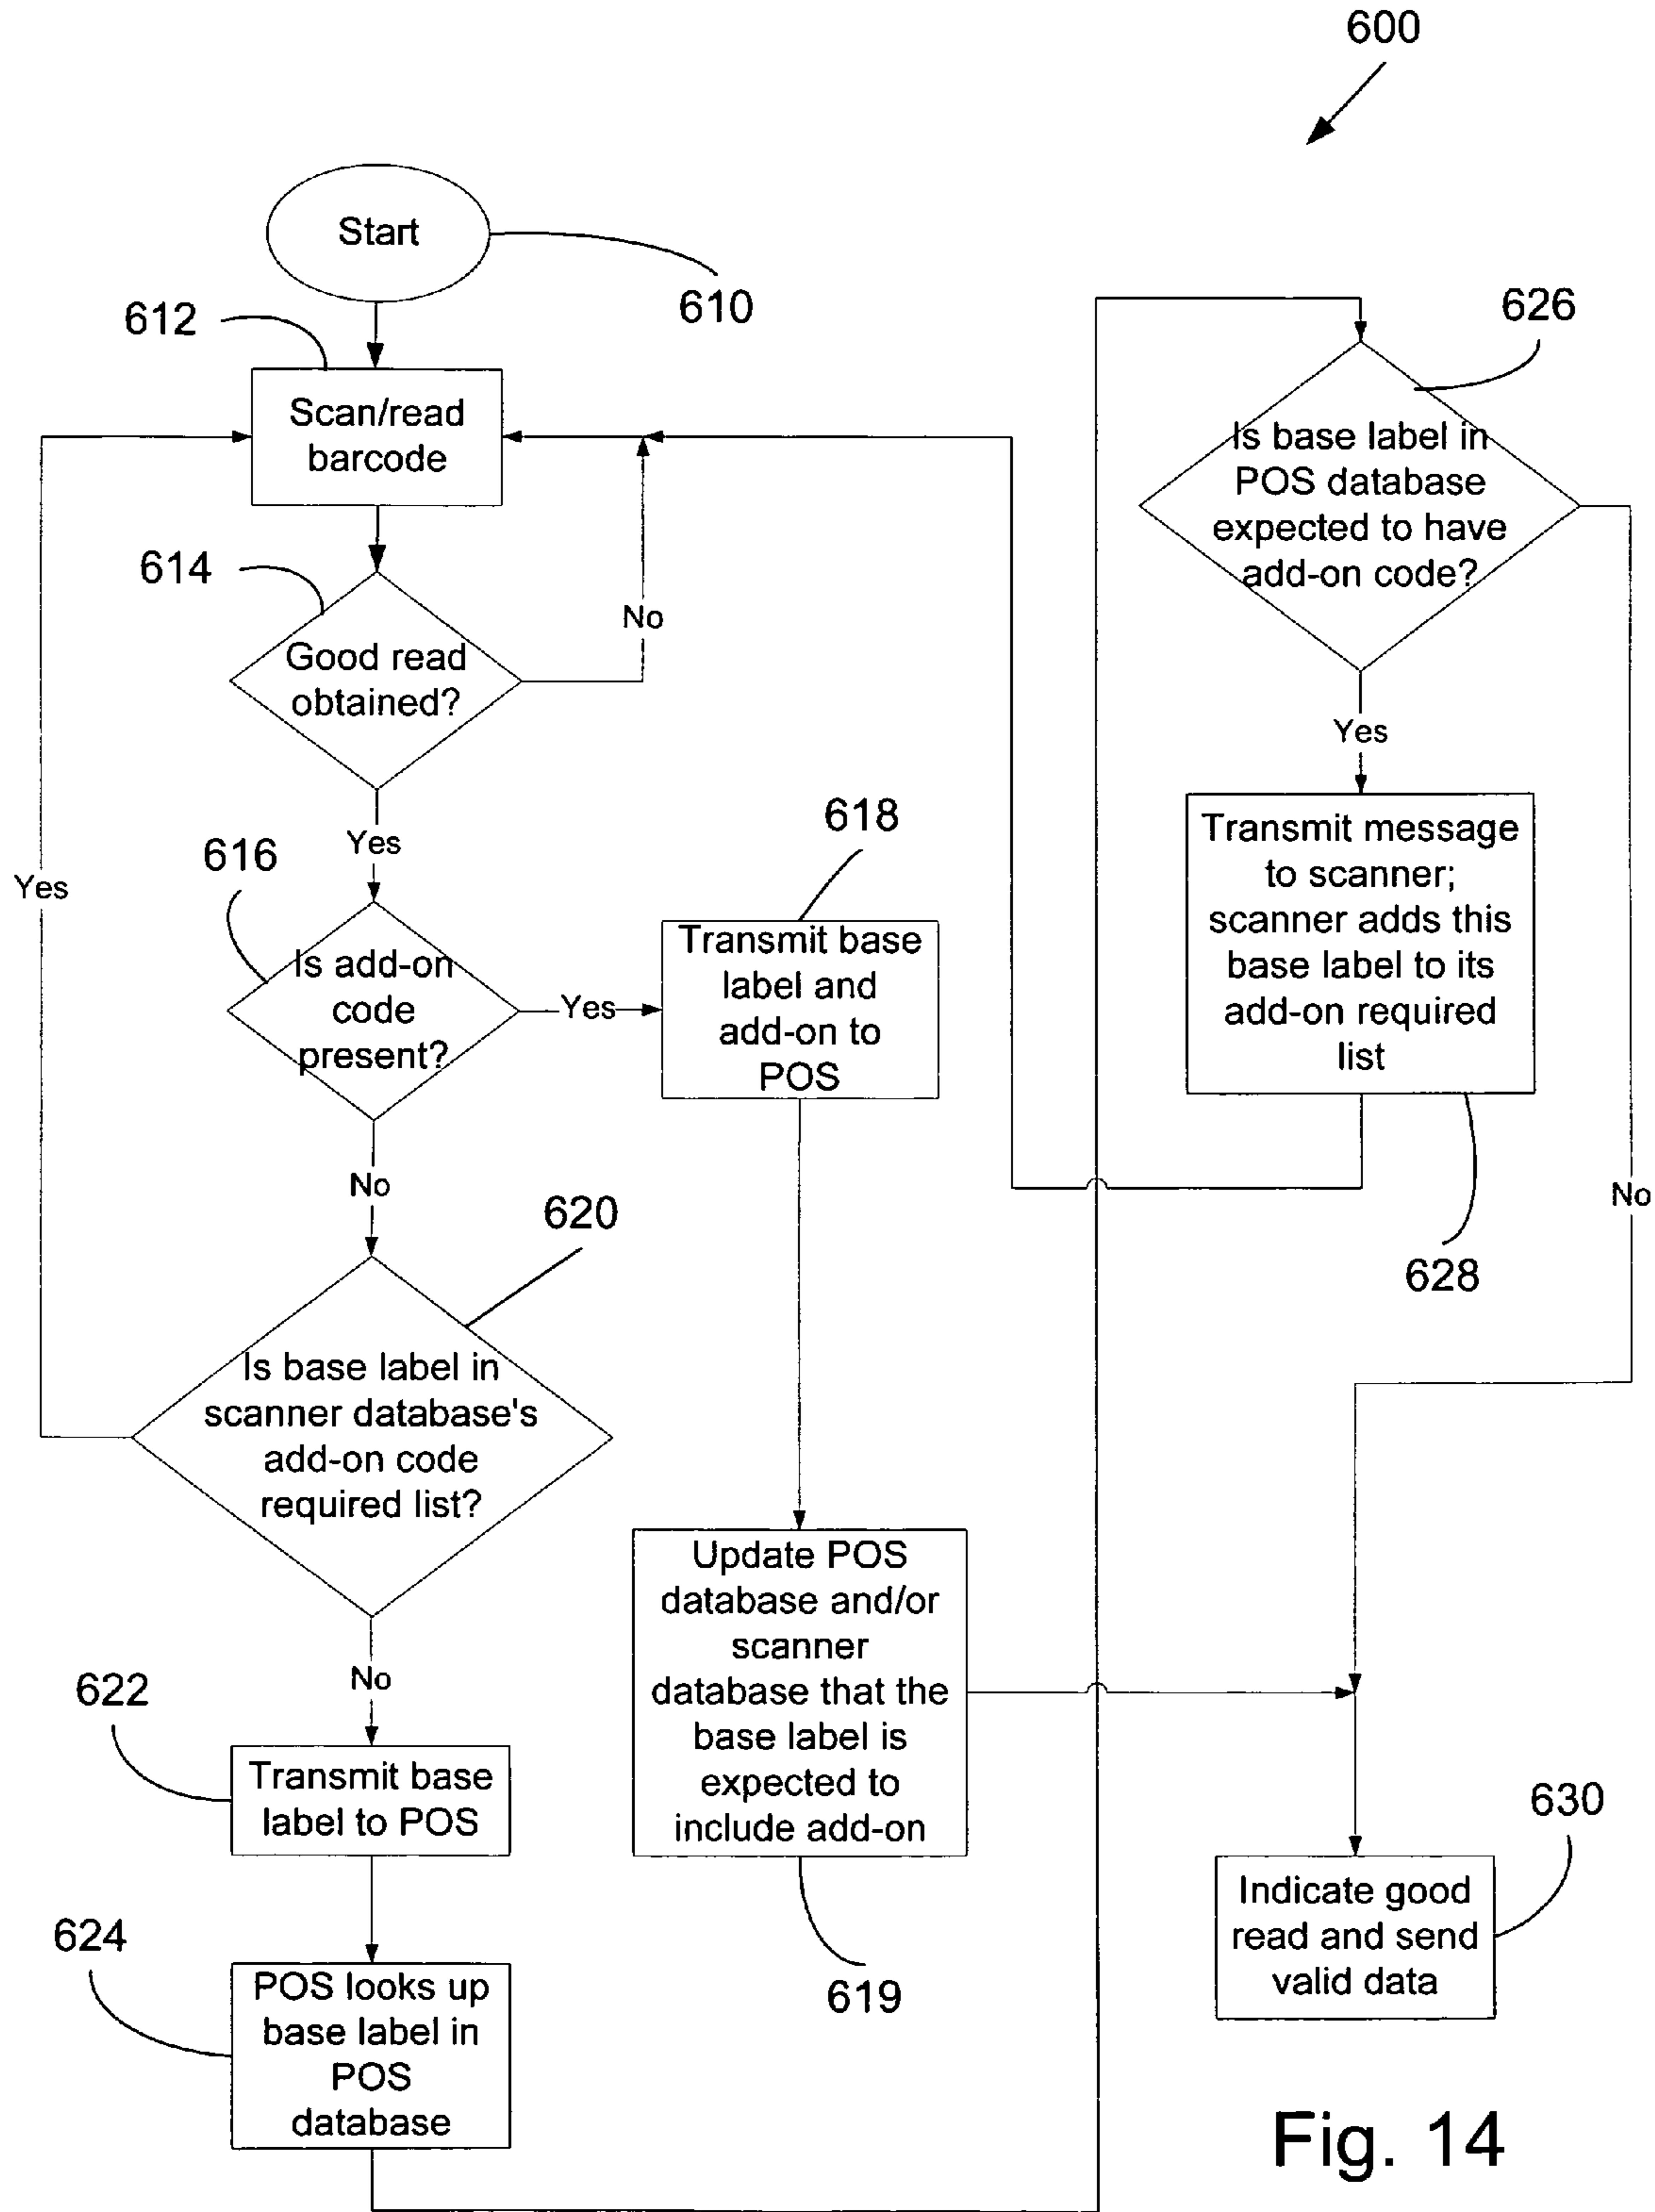 600
Start
610
612
Scan/read
barcode
614
Good read
obtained?
No
Yes
616
Is add-on
code
present?
Yes
618
Transmit base
label and
add-on to
POS
No
Yes
620
Is base label in
scanner database's
add-on code
required list?
No
622
Transmit base
label to POS
624
POS looks up
base label in
POS
database
Update POS
database and/or
scanner
database that the
base label is
expected to
include add-on
619
626
Is base label in
POS database
expected to have
add-on code?
Yes
Transmit message
to scanner;
scanner adds this
base label to its
add-on required
list
628
No
630
Indicate good
read and send
valid data
Fig. 14